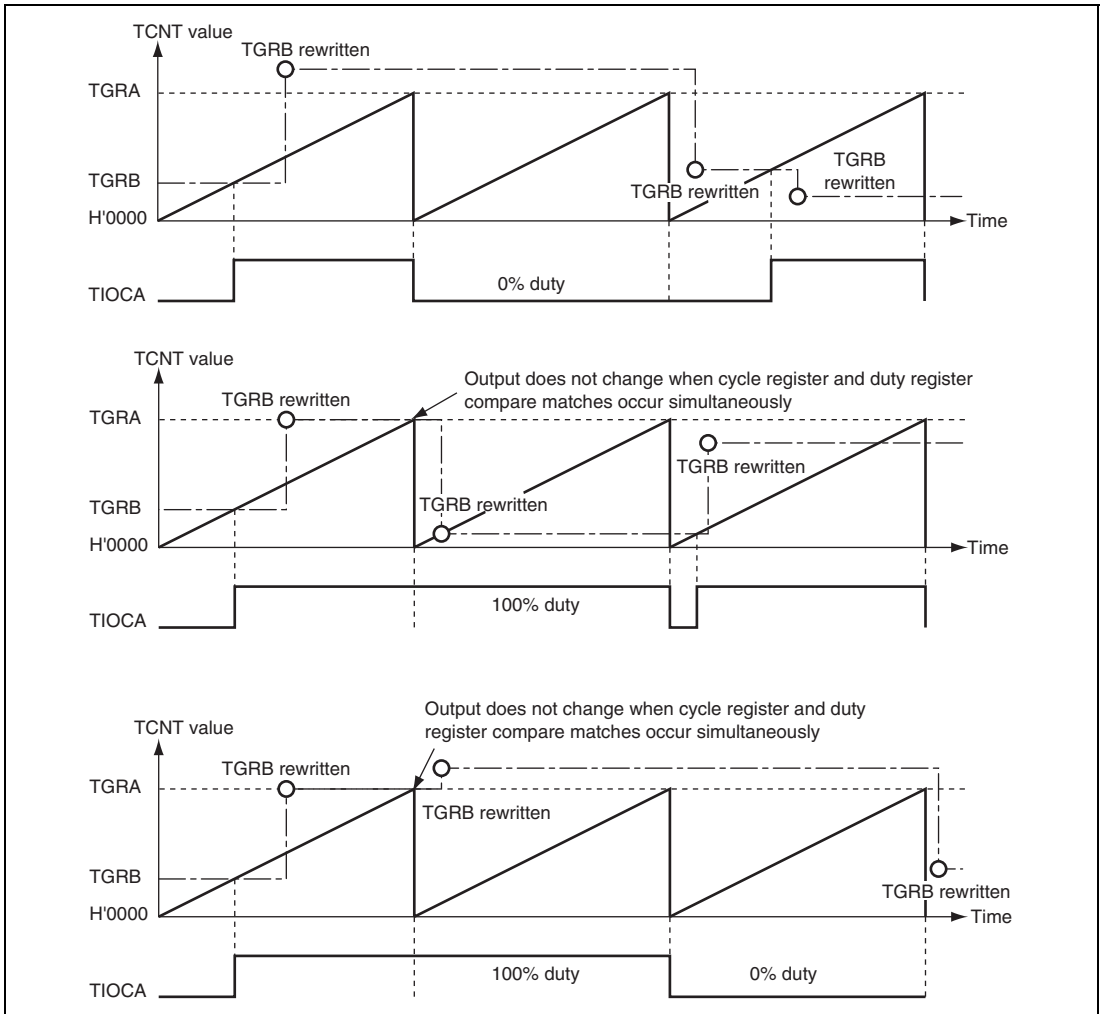 TCNT value
TGRB rewritten
TGRA
TGRB
rewritten
TGRB
TGRB rewritten
H'0000
Time
0% duty
TIOCA
TCNT value
Output does not change when cycle register and duty register
compare matches occur simultaneously
TGRB rewritten
TGRA
TGRB rewritten
TGRB rewritten
TGRB
H'0000
Time
100% duty
TIOCA
Output does not change when cycle register and duty
register compare matches occur simultaneously
TCNT value
TGRB rewritten
TGRA
TGRB rewritten
TGRB
TGRB rewritten
H'0000
Time
100% duty
0% duty
TIOCA